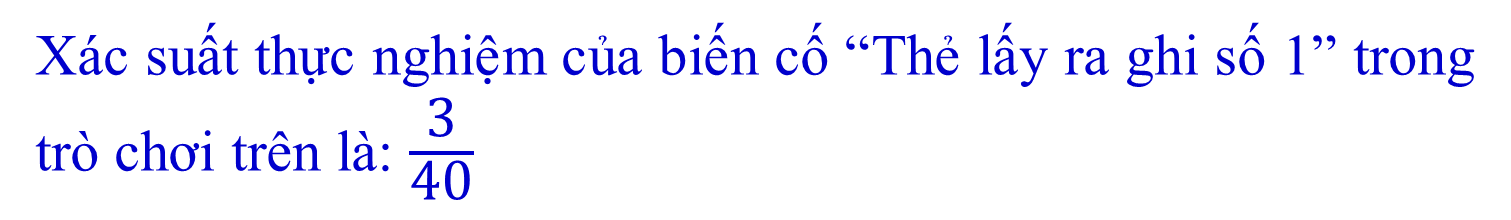 Xác suất thực nghiệm của biến cố “Thẻ lấy ra ghi số 1” trong
trò chơi trên là: 3/40